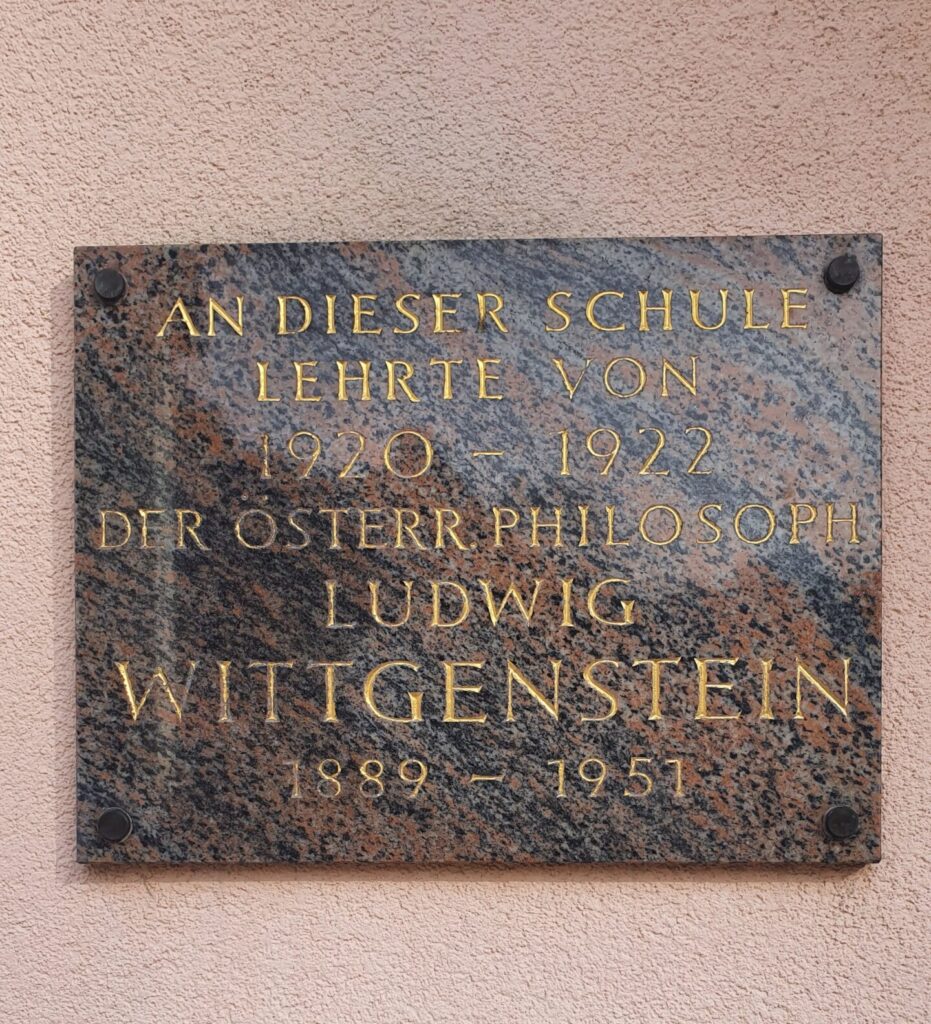 AN DIESER SCHULE
LEHRTE VON
1920 – 1922
DER ÖSTERR. PHILOSOPH
LUDWIG
WITTGENSTEIN
1889 – 1951